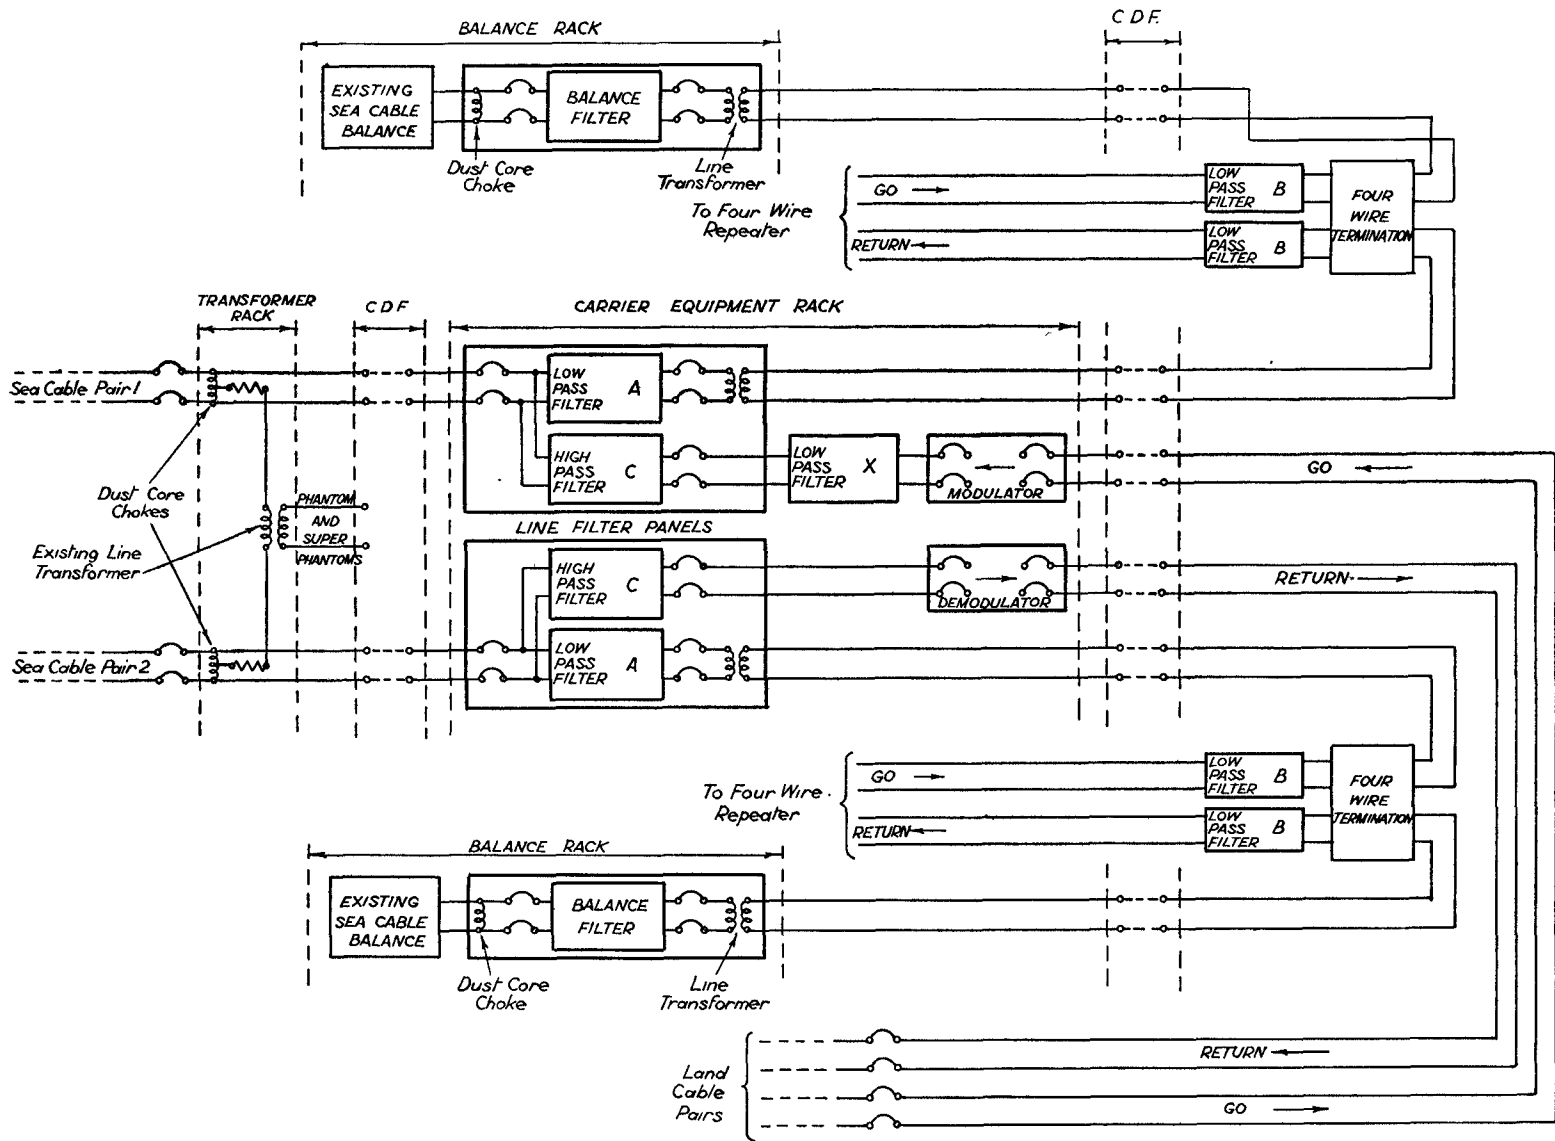 C D F.
BALANCE RACK
EXISTING
SEA CABLE
BALANCE
BALANCE
FILTER
Dust Core
Choke
Line
Transformer
To Four Wire
Repeater
GO
RETURN
LOW
PASS
FILTER
B
LOW
PASS
FILTER
B
FOUR
WIRE
TERMINATION
TRANSFORMER
RACK
C D F
CARRIER EQUIPMENT RACK
Sea Cable Pair 1
LOW
PASS
FILTER
A
HIGH
PASS
FILTER
C
LOW
PASS
FILTER
X
MODULATOR
GO
Dust Core
Chokes
PHANTOM
AND
SUPER
PHANTOMS
Existing Line
Transformer
LINE FILTER PANELS
HIGH
PASS
FILTER
C
DEMODULATOR
RETURN
Sea Cable Pair 2
LOW
PASS
FILTER
A
To Four Wire
Repeater
GO
RETURN
LOW
PASS
FILTER
B
LOW
PASS
FILTER
B
FOUR
WIRE
TERMINATION
BALANCE RACK
EXISTING
SEA CABLE
BALANCE
BALANCE
FILTER
Dust Core
Choke
Line
Transformer
Land
Cable
Pairs
RETURN
GO